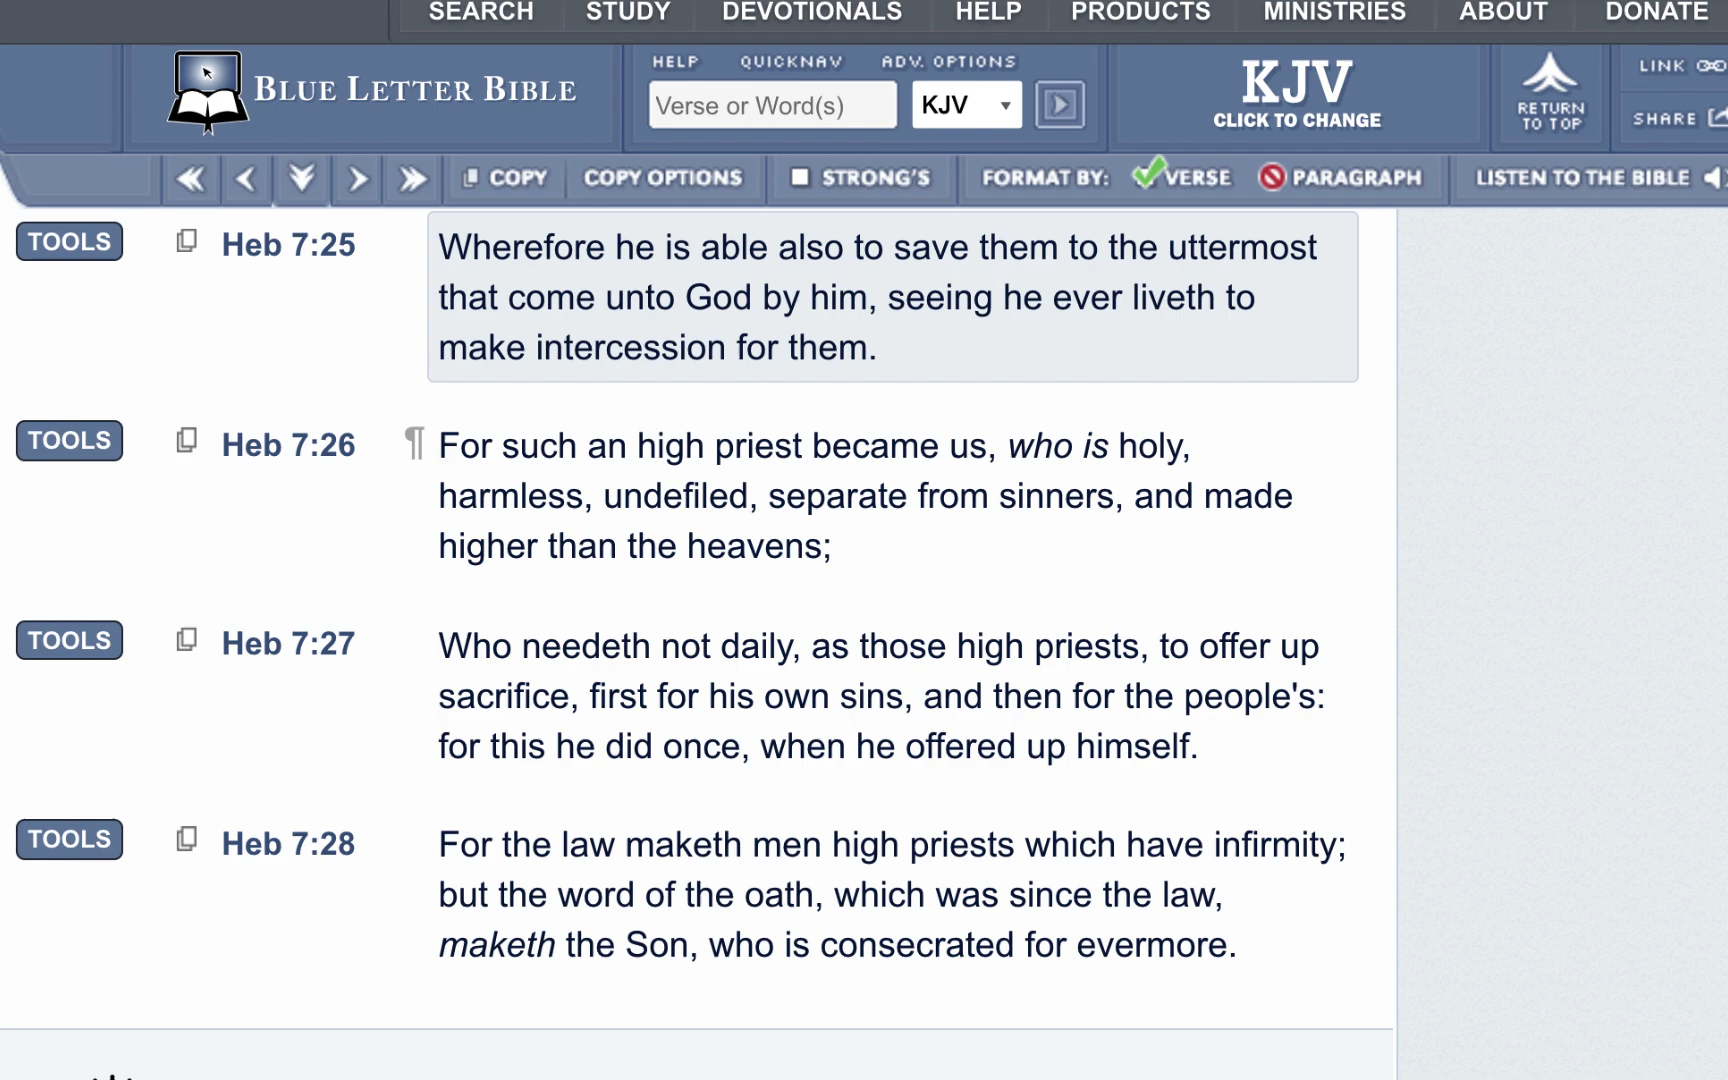 SEARCH STUDY DEVOTIONALS HELP PRODUCTS MINISTRIES ABOUT DONATE
BLUE LETTER BIBLE
HELP QUICKNAV ADV. OPTIONS
Verse or Word(s) KJV
KJV
CLICK TO CHANGE
RETURN
TO TOP
LINK
SHARE
COPY COPY OPTIONS STRONG'S FORMAT BY: VERSE PARAGRAPH LISTEN TO THE BIBLE
TOOLS Heb 7:25 Wherefore he is able also to save them to the uttermost
that come unto God by him, seeing he ever liveth to
make intercession for them.
TOOLS Heb 7:26 ¶ For such an high priest became us, who is holy,
harmless, undefiled, separate from sinners, and made
higher than the heavens;
TOOLS Heb 7:27 Who needeth not daily, as those high priests, to offer up
sacrifice, first for his own sins, and then for the people's:
for this he did once, when he offered up himself.
TOOLS Heb 7:28 For the law maketh men high priests which have infirmity;
but the word of the oath, which was since the law,
maketh the Son, who is consecrated for evermore.